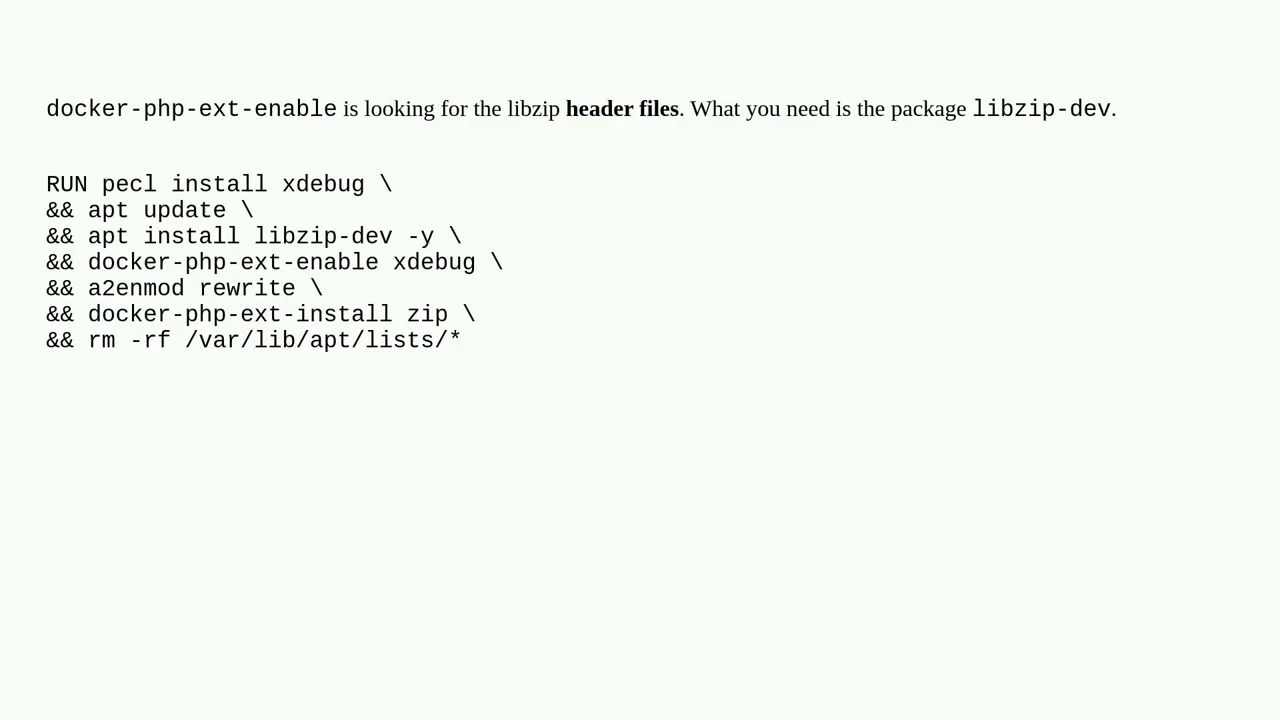 docker-php-ext-enable is looking for the libzip header files. What you need is the package libzip-dev.
RUN pecl install xdebug \
&& apt update \
&& apt install libzip-dev -y \
&& docker-php-ext-enable xdebug \
&& a2enmod rewrite \
&& docker-php-ext-install zip \
&& rm -rf /var/lib/apt/lists/*